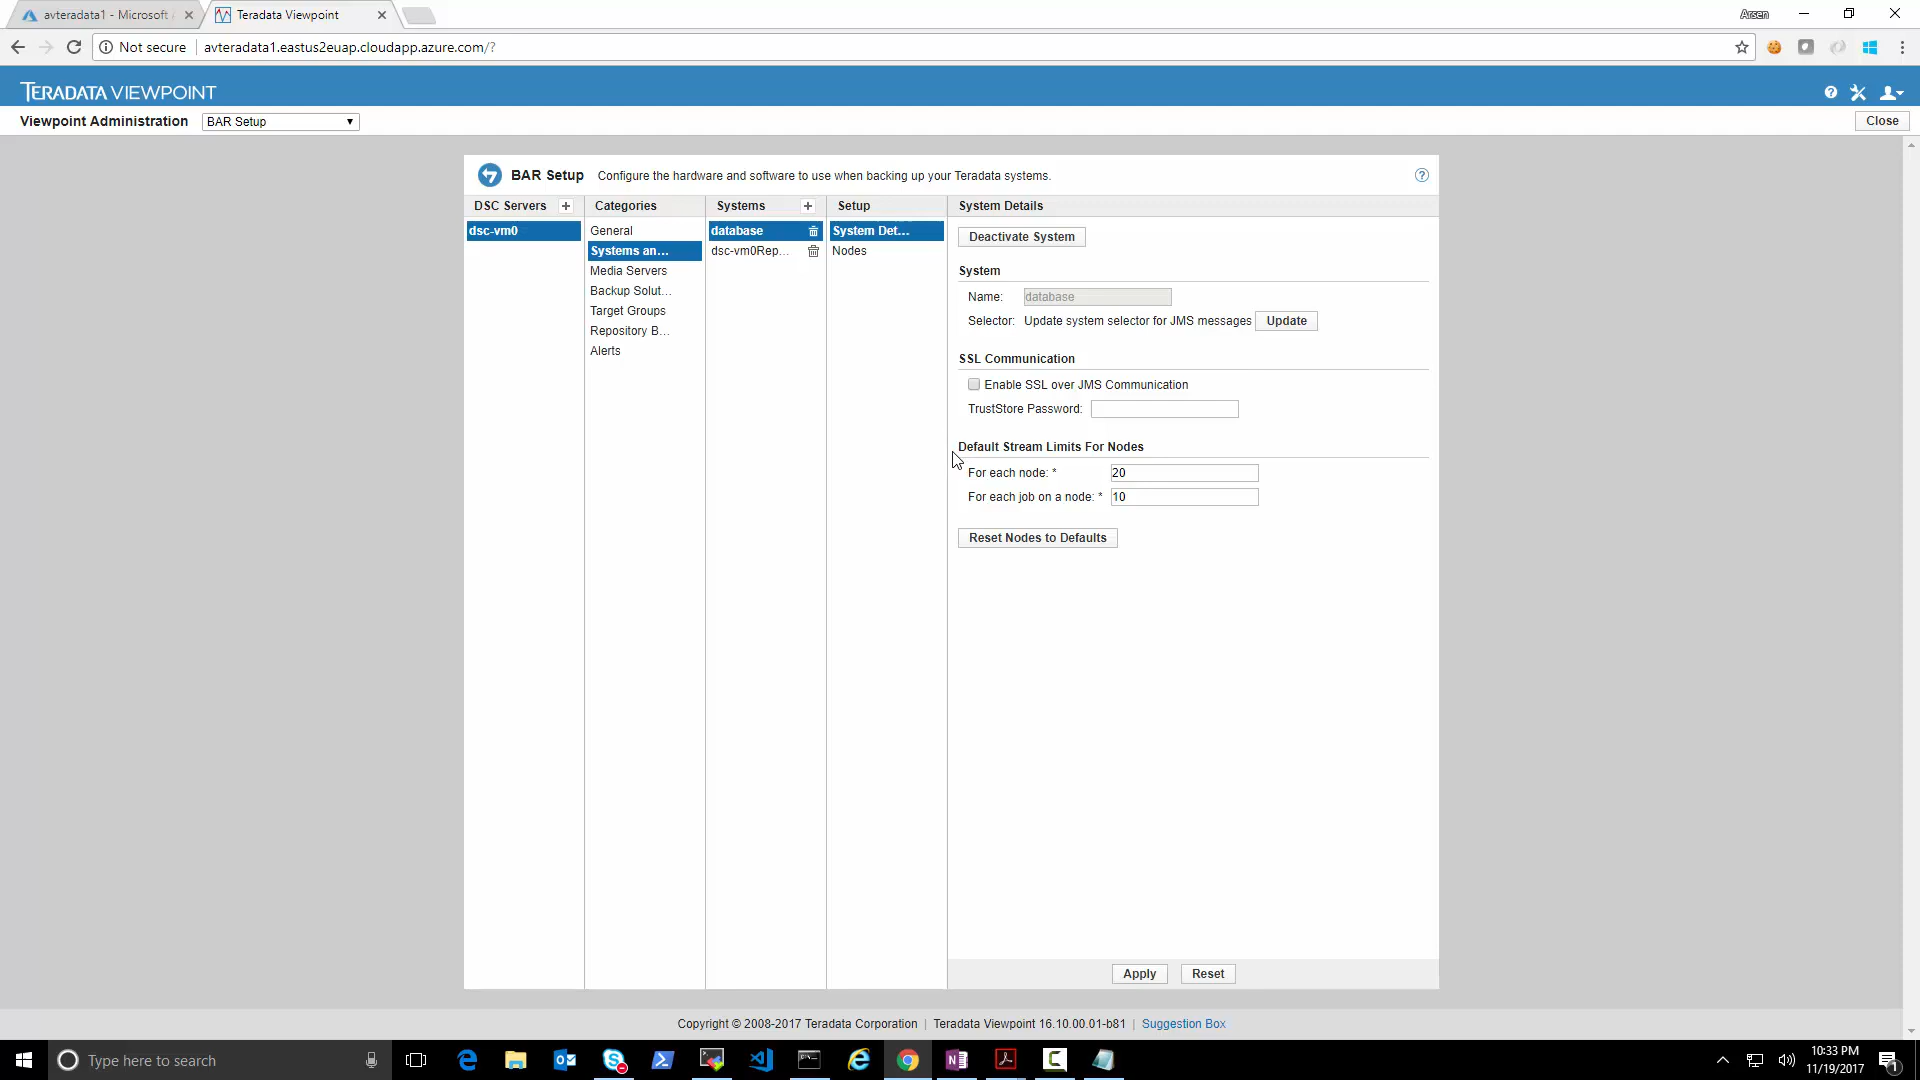 avteradata1 - Microsoft
Teradata Viewpoint
Arsen
Not secure
avteradata1.eastus2euap.cloudapp.azure.com/?
TERADATA VIEWPOINT
Viewpoint Administration
BAR Setup
Close
BAR Setup
Configure the hardware and software to use when backing up your Teradata systems.
DSC Servers
Categories
Systems
Setup
System Details
dsc-vm0
General
Systems an...
Media Servers
Backup Solut...
Target Groups
Repository B...
Alerts
database
dsc-vm0Rep...
System Det...
Nodes
Deactivate System
System
Name:
database
Selector: Update system selector for JMS messages
Update
SSL Communication
Enable SSL over JMS Communication
TrustStore Password:
Default Stream Limits For Nodes
For each node: *
20
For each job on a node: *
10
Reset Nodes to Defaults
Apply
Reset
Copyright © 2008-2017 Teradata Corporation | Teradata Viewpoint 16.10.00.01-b81 | Suggestion Box
Type here to search
10:33 PM
11/19/2017
1